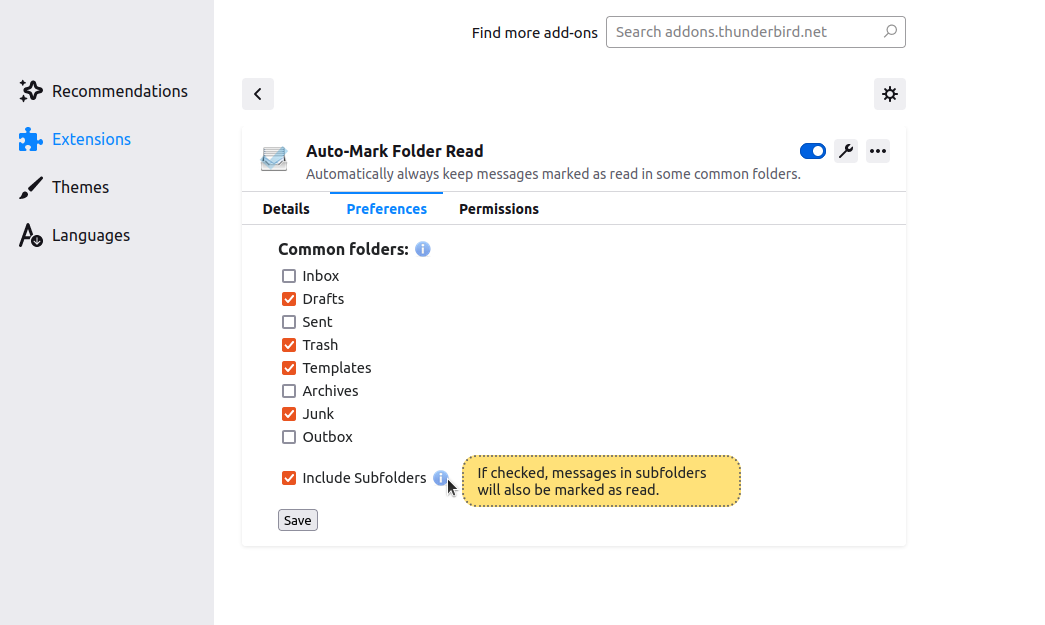 Find more add-ons
Search addons.thunderbird.net
Recommendations
Extensions
Themes
Languages
Auto-Mark Folder Read
Automatically always keep messages marked as read in some common folders.
Details Preferences Permissions
Common folders:
Inbox
Drafts
Sent
Trash
Templates
Archives
Junk
Outbox
Include Subfolders
If checked, messages in subfolders
will also be marked as read.
Save